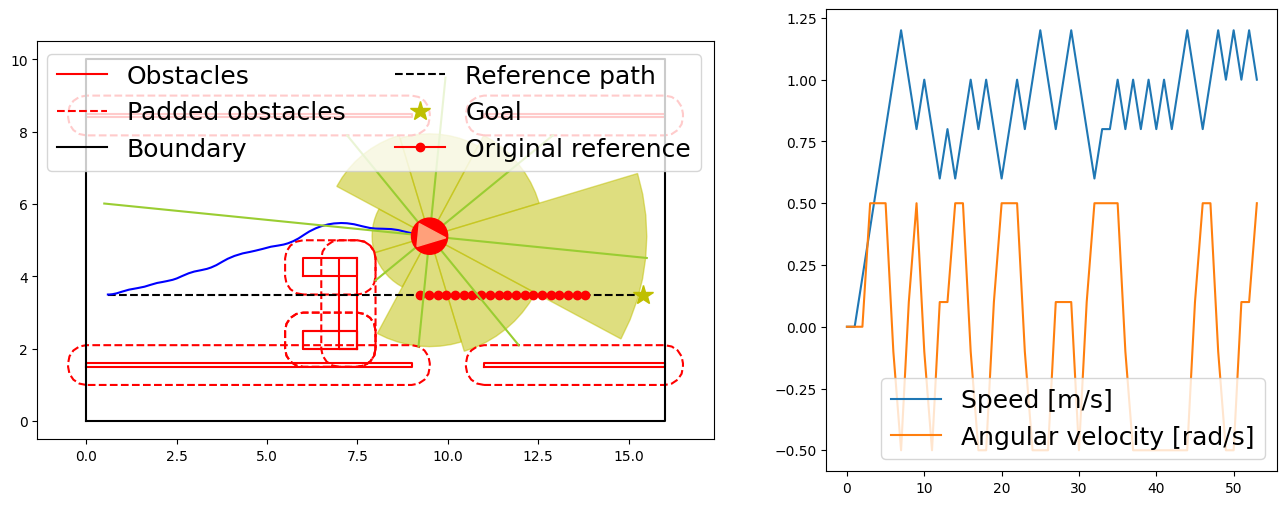 10
8
6
4
2
0
0.0 2.5 5.0 7.5 10.0 12.5 15.0
Obstacles
Padded obstacles
Boundary
Reference path
Goal
Original reference
1.25
1.00
0.75
0.50
0.25
0.00
−0.25
−0.50
0 10 20 30 40 50
Speed [m/s]
Angular velocity [rad/s]